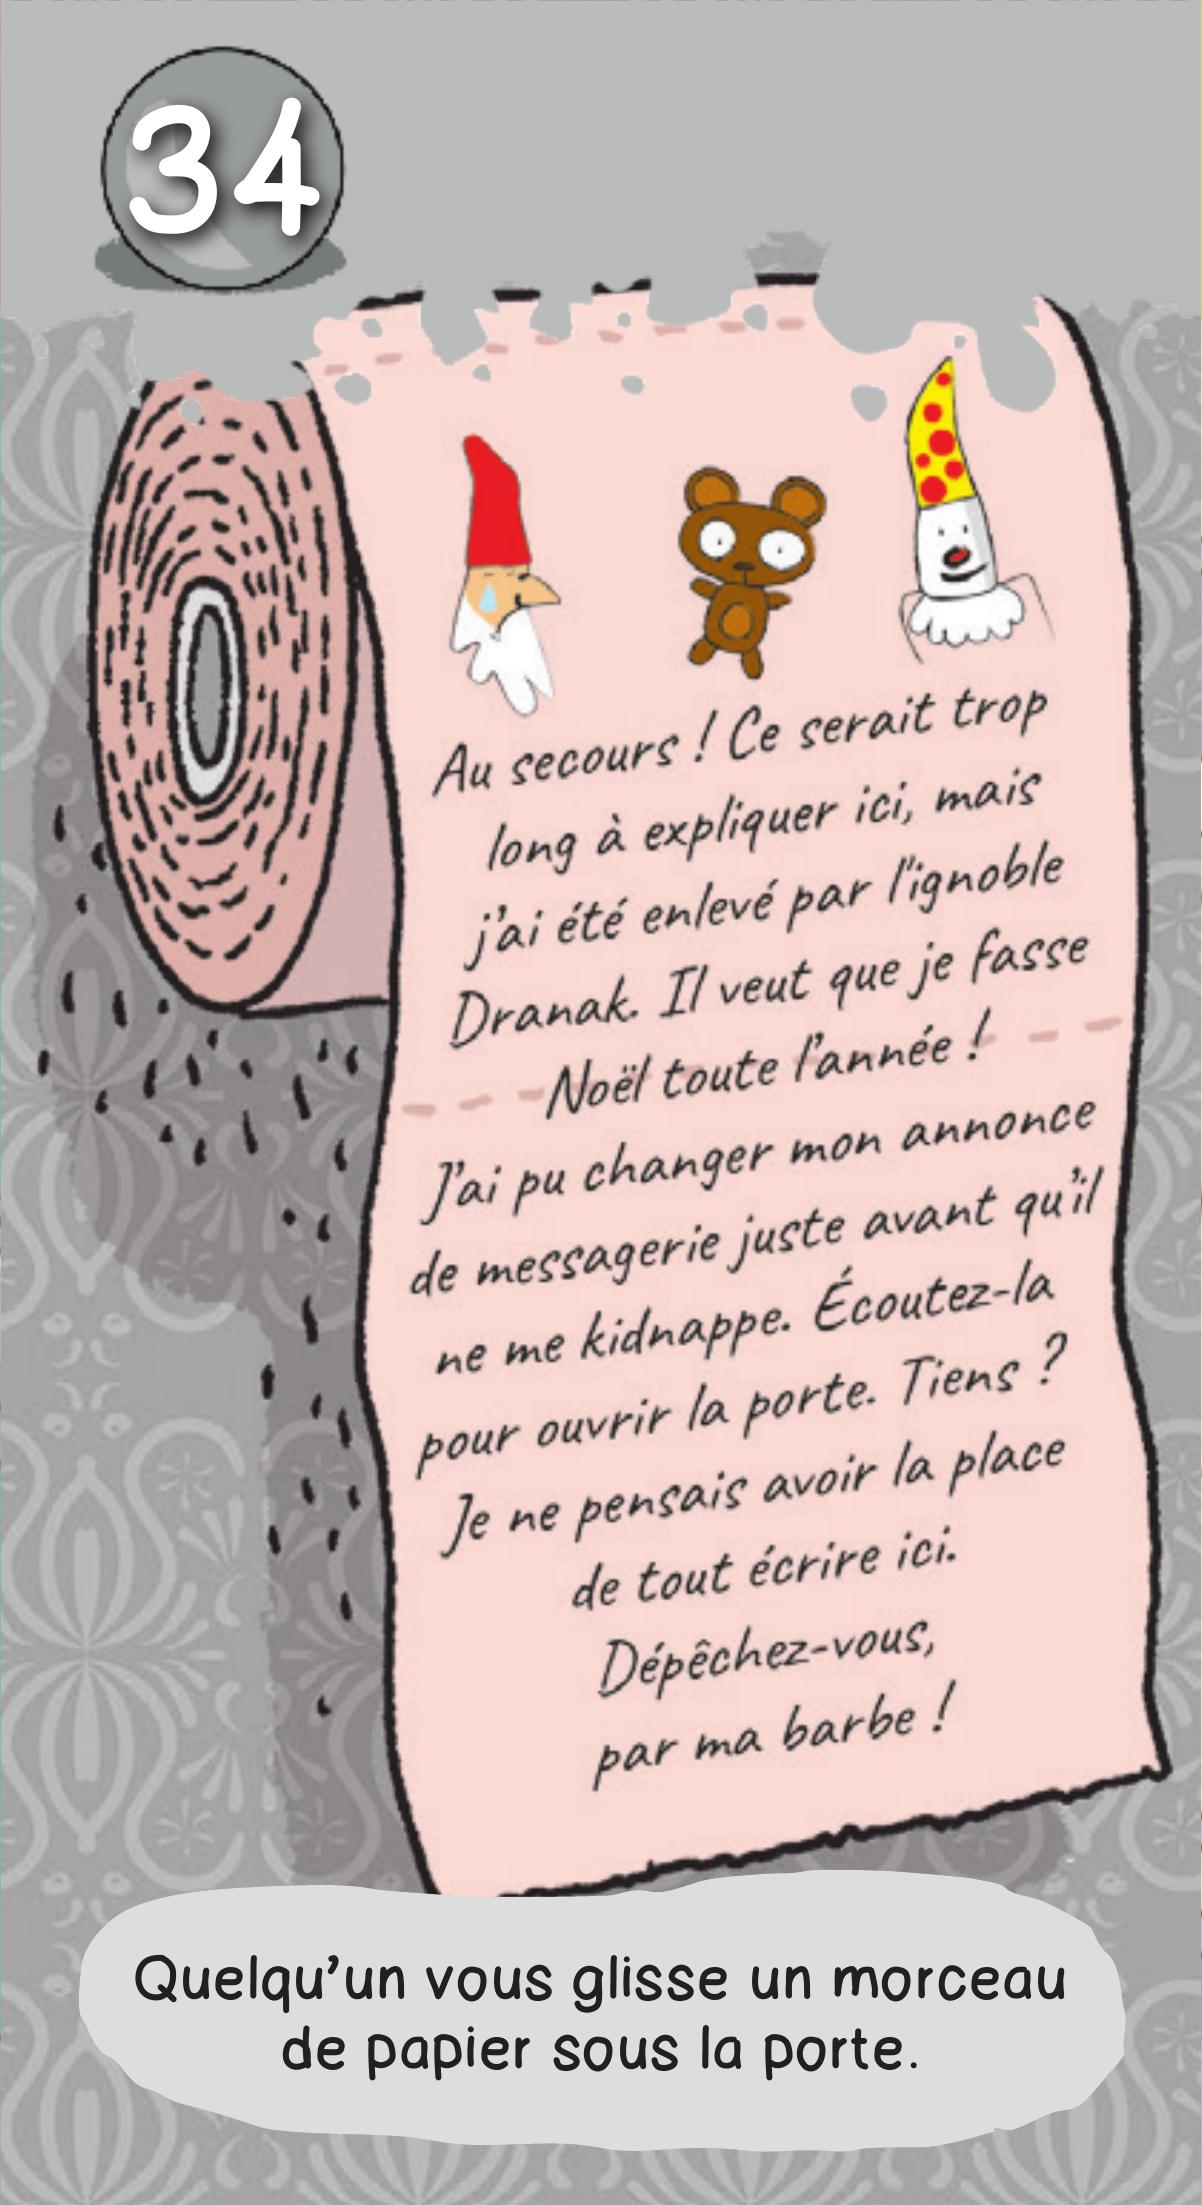 34
Au secours ! Ce serait trop
long à expliquer ici, mais
j'ai été enlevé par l'ignoble
Dranak. Il veut que je fasse
Noël toute l'année !
J'ai pu changer mon annonce
de messagerie juste avant qu'il
ne me kidnappe. Écoutez-la
pour ouvrir la porte. Tiens ?
Je ne pensais avoir la place
de tout écrire ici.
Dépêchez-vous,
par ma barbe !
Quelqu'un vous glisse un morceau
de papier sous la porte.